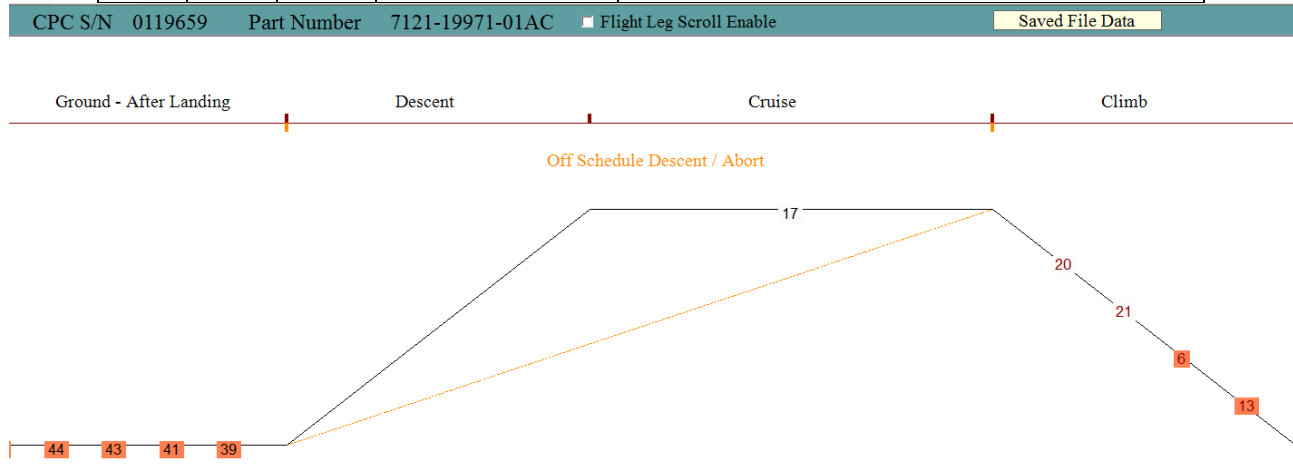 CPC S/N 0119659 Part Number 7121-19971-01AC Flight Leg Scroll Enable Saved File Data
Ground - After Landing Descent Cruise Climb
Off Schedule Descent / Abort
17
20
21
6
13
44 43 41 39